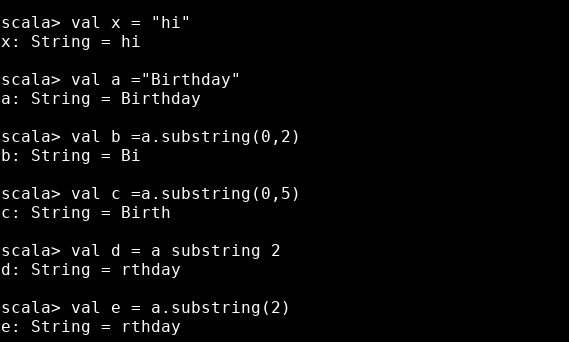 scala> val x = "hi"
x: String = hi
scala> val a ="Birthday"
a: String = Birthday
scala> val b =a.substring(0,2)
b: String = Bi
scala> val c =a.substring(0,5)
c: String = Birth
scala> val d = a substring 2
d: String = rthday
scala> val e = a.substring(2)
e: String = rthday